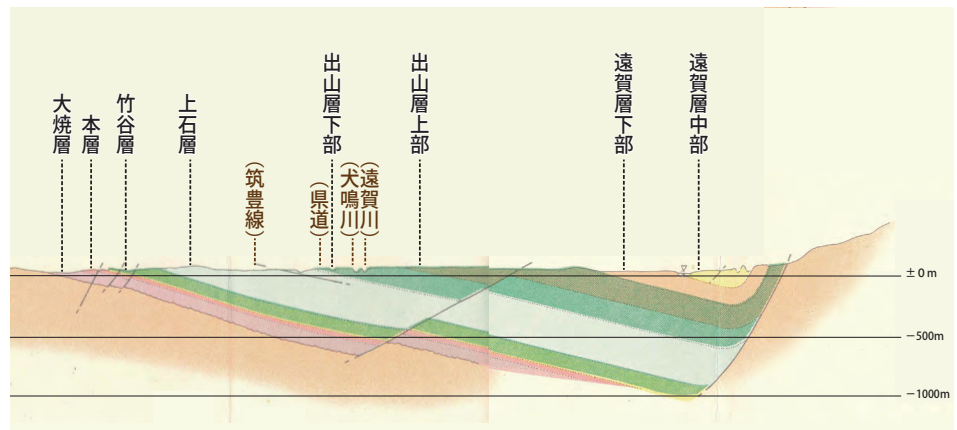 大焼層
本層
竹谷層
上石層
(筑豊線)
(県道)
出山層下部
(犬鳴川)
(遠賀川)
出山層上部
遠賀層下部
遠賀層中部
±0m
−500m
−1000m